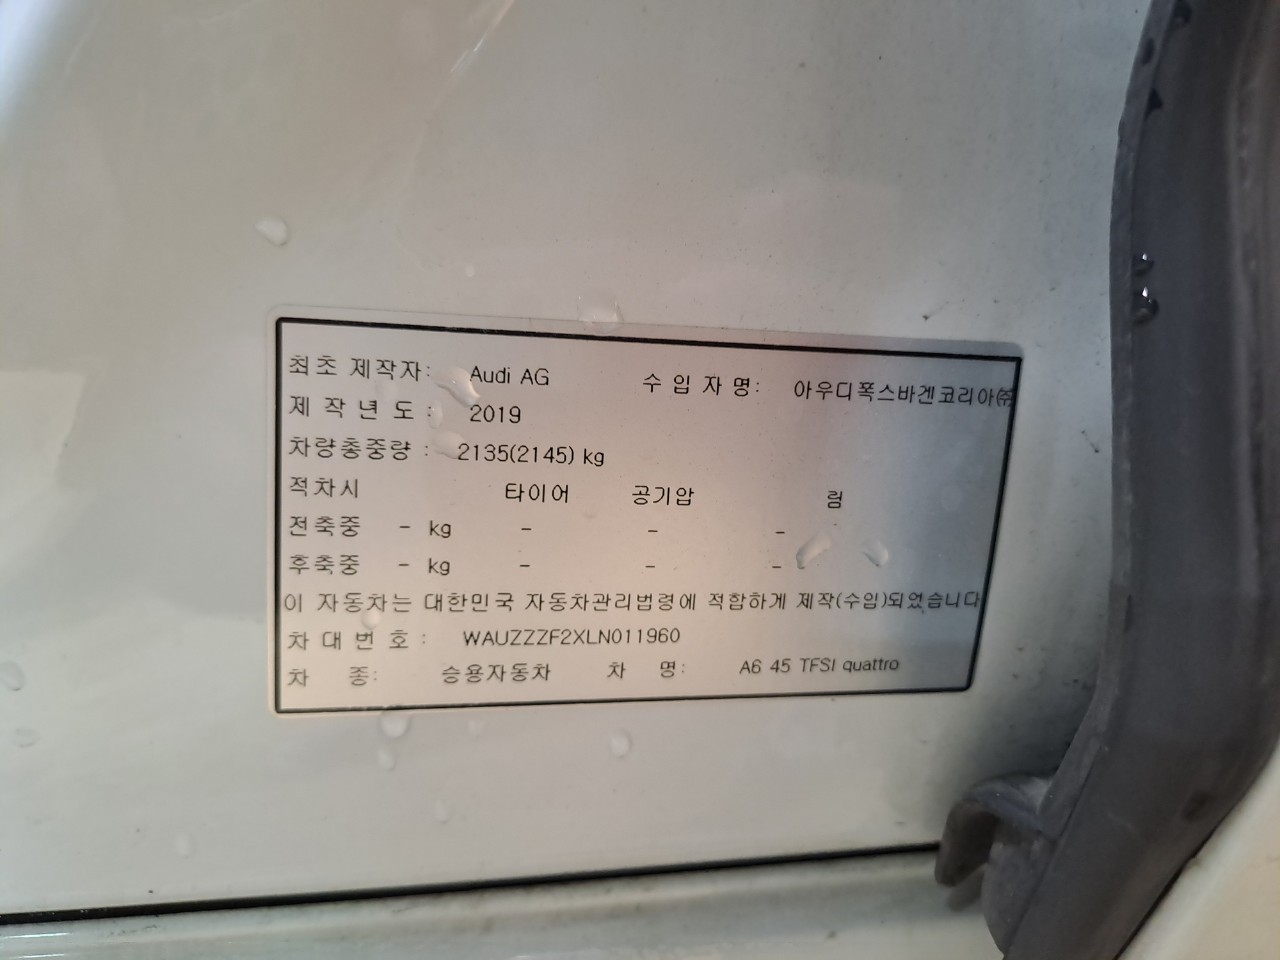 최초 제작자: Audi AG 수 입 자 명: 아우디폭스바겐코리아㈜
제 작 년 도 : 2019
차량총중량 : 2135(2145) kg
적차시 타이어 공기압 림
전축중 - kg - - -
후축중 - kg - - -
이 자동차는 대한민국 자동차관리법령에 적합하게 제작(수입)되었습니다
차 대 번 호 : WAUZZZF2XLN011960
차 종: 승용자동차 차 명: A6 45 TFSI quattro